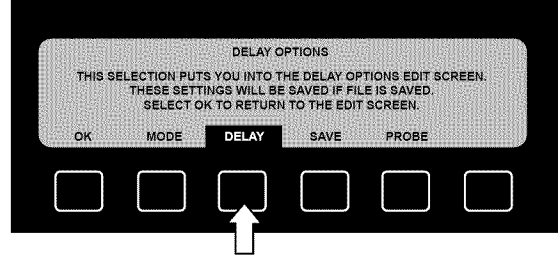 DELAY OPTIONS
THIS SELECTION PUTS YOU INTO THE DELAY OPTIONS EDIT SCREEN.
THESE SETTINGS WILL BE SAVED IF FILE IS SAVED.
SELECT OK TO RETURN TO THE EDIT SCREEN.
OK MODE DELAY SAVE PROBE